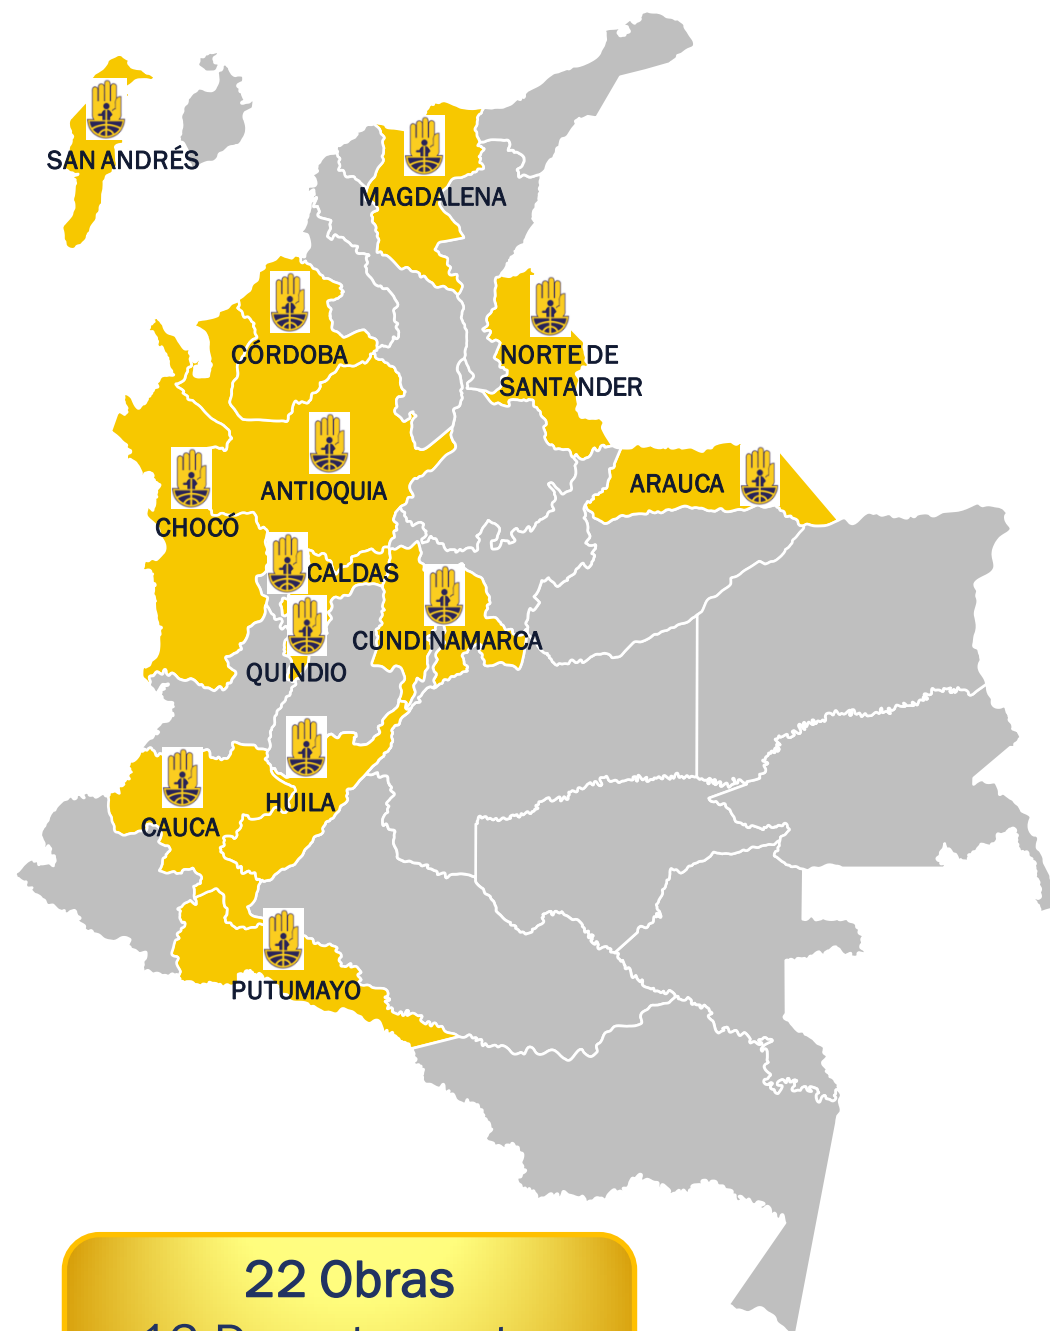 SAN ANDRÉS
MAGDALENA
CÓRDOBA
NORTE DE
SANTANDER
ANTIOQUIA
ARAUCA
CHOCÓ
CALDAS
CUNDINAMARCA
QUINDIO
HUILA
CAUCA
PUTUMAYO
22 Obras